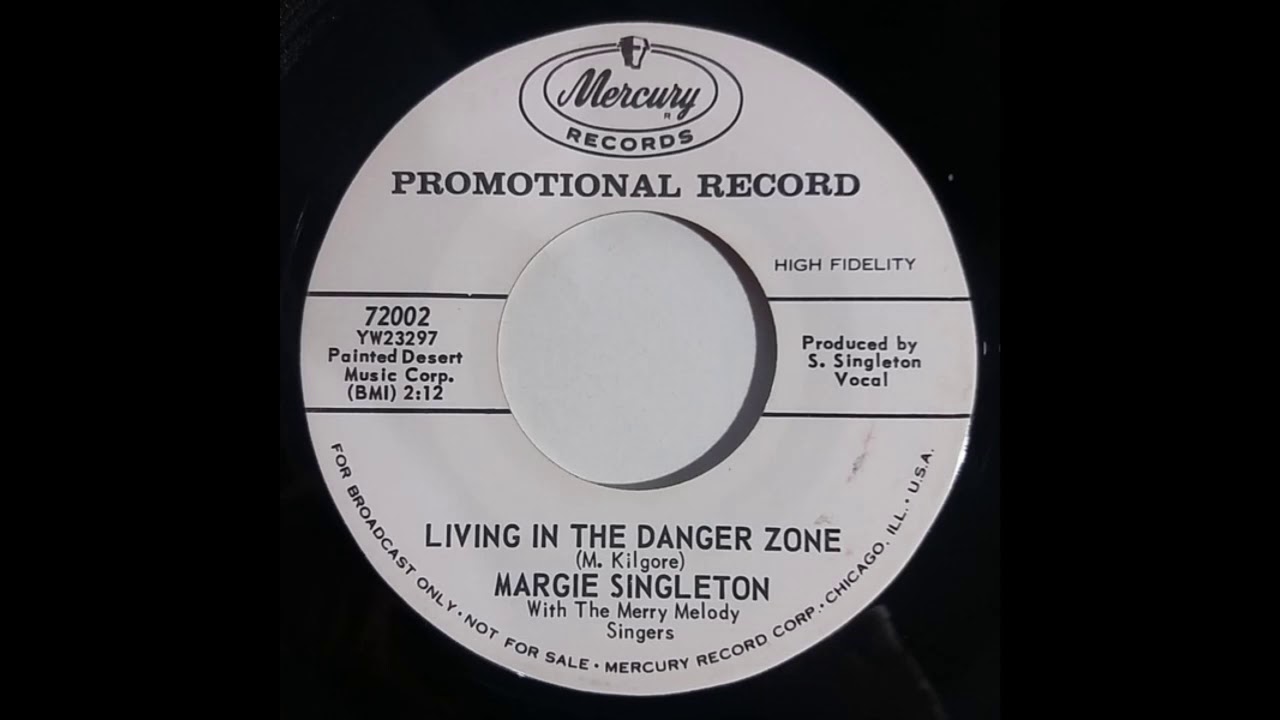 Mercury
R
RECORDS
PROMOTIONAL RECORD
HIGH FIDELITY
72002
YW23297
Painted Desert
Music Corp.
(BMI) 2:12
Produced by
S. Singleton
Vocal
LIVING IN THE DANGER ZONE
(M. Kilgore)
MARGIE SINGLETON
With The Merry Melody
Singers
FOR BROADCAST ONLY • NOT FOR SALE • MERCURY RECORD CORP. • CHICAGO, ILL. • U.S.A.